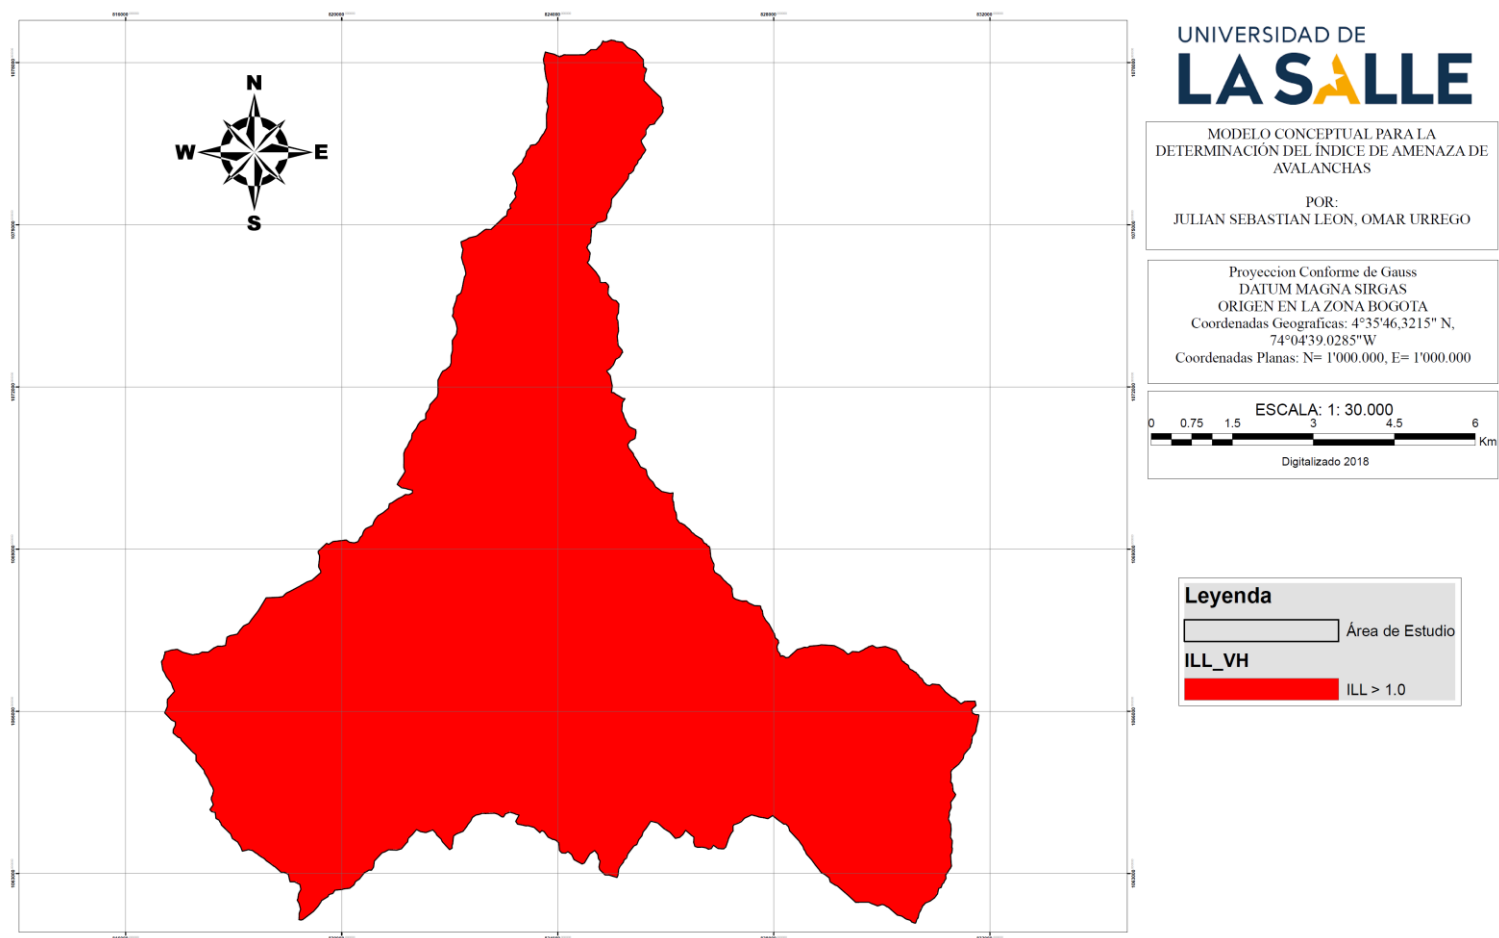 UNIVERSIDAD DE
LA SALLE
MODELO CONCEPTUAL PARA LA
DETERMINACIÓN DEL ÍNDICE DE AMENAZA DE
AVALANCHAS
POR:
JULIAN SEBASTIAN LEON, OMAR URREGO
Proyeccion Conforme de Gauss
DATUM MAGNA SIRGAS
ORIGEN EN LA ZONA BOGOTA
Coordenadas Geograficas: 4°35'46,3215" N,
74°04'39.0285"W
Coordenadas Planas: N= 1'000.000, E= 1'000.000
ESCALA: 1: 30.000
0 0.75 1.5 3 4.5 6
Km
Digitalizado 2018
Leyenda
Área de Estudio
ILL_VH
ILL > 1.0
N
W E
S